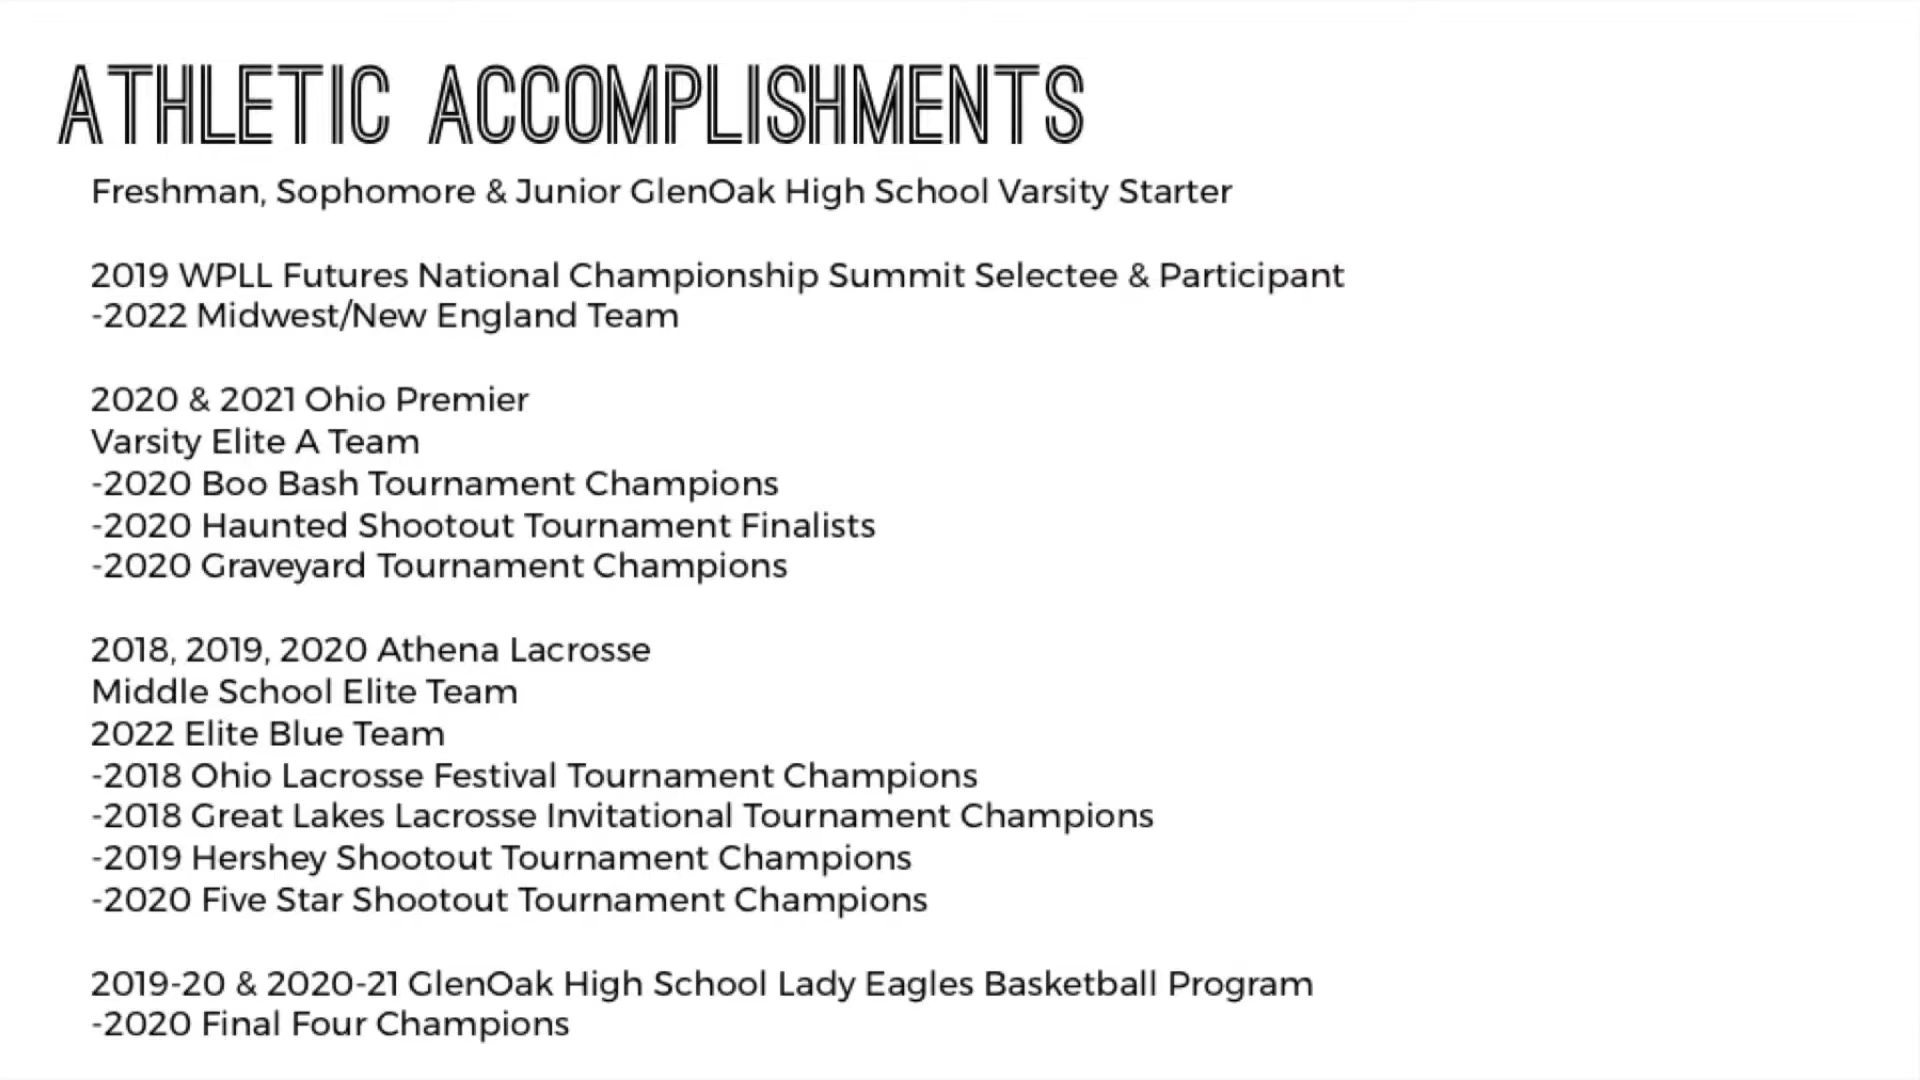 ATHLETIC ACCOMPLISHMENTS
Freshman, Sophomore & Junior GlenOak High School Varsity Starter
2019 WPLL Futures National Championship Summit Selectee & Participant
-2022 Midwest/New England Team
2020 & 2021 Ohio Premier
Varsity Elite A Team
-2020 Boo Bash Tournament Champions
-2020 Haunted Shootout Tournament Finalists
-2020 Graveyard Tournament Champions
2018, 2019, 2020 Athena Lacrosse
Middle School Elite Team
2022 Elite Blue Team
-2018 Ohio Lacrosse Festival Tournament Champions
-2018 Great Lakes Lacrosse Invitational Tournament Champions
-2019 Hershey Shootout Tournament Champions
-2020 Five Star Shootout Tournament Champions
2019-20 & 2020-21 GlenOak High School Lady Eagles Basketball Program
-2020 Final Four Champions